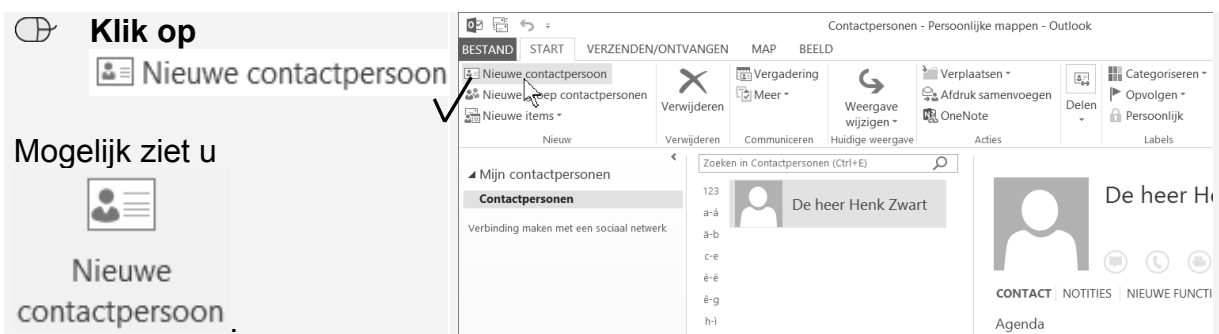 Klik op
Nieuwe contactpersoon
Mogelijk ziet u
Nieuwe
contactpersoon.
Contactpersonen - Persoonlijke mappen - Outlook
BESTAND START VERZENDEN/ONTVANGEN MAP BEELD
Nieuwe contactpersoon
Nieuwe oep contactpersonen
Nieuwe items
Nieuw
Verwijderen
Verwijderen
Vergadering
Meer
Communiceren
Weergave
wijzigen
Huidige weergave
Verplaatsen
Afdruk samenvoegen
OneNote
Acties
Delen
Categoriseren
Opvolgen
Persoonlijk
Labels
Mijn contactpersonen
Contactpersonen
Verbinding maken met een sociaal netwerk
Zoeken in Contactpersonen (Ctrl+E)
123
a-á
ä-b
c-e
è-ë
ê-g
h-ì
De heer Henk Zwart
De heer He
CONTACT NOTITIES NIEUWE FUNCTI
Agenda